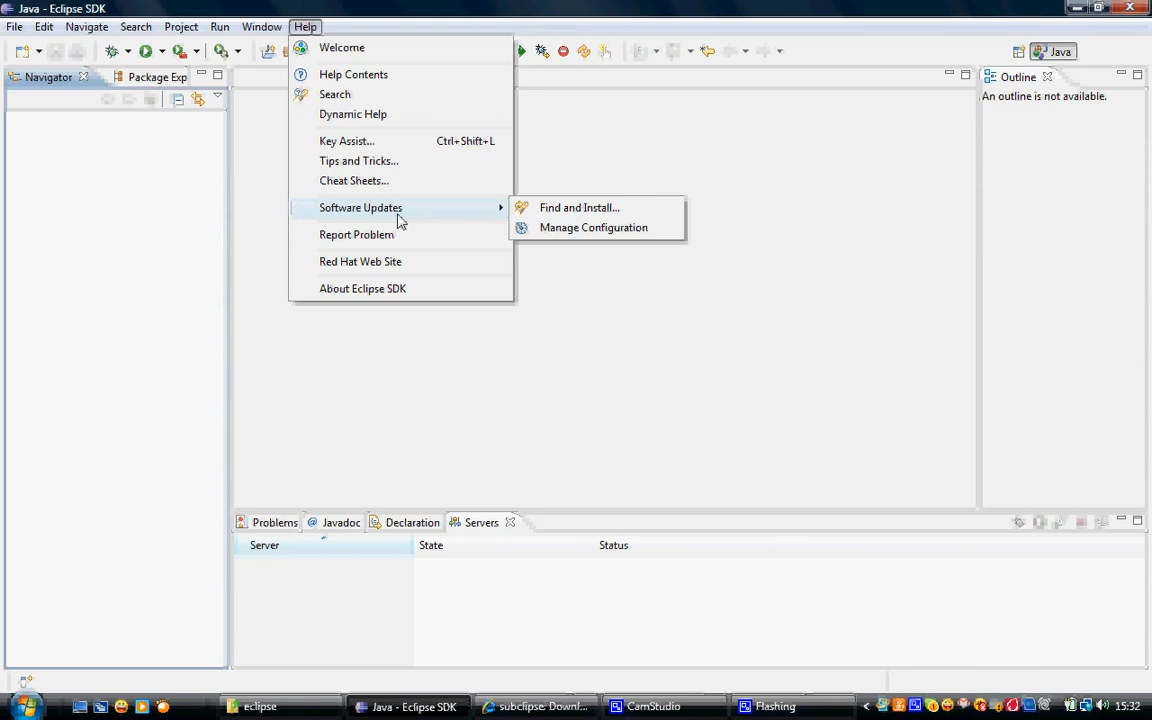 Java - Eclipse SDK
File Edit Navigate Search Project Run Window Help
Java
Navigator Package Exp
Outline
An outline is not available.
Welcome
Help Contents
Search
Dynamic Help
Key Assist... Ctrl+Shift+L
Tips and Tricks...
Cheat Sheets...
Software Updates
Find and Install...
Manage Configuration
Report Problem
Red Hat Web Site
About Eclipse SDK
Problems Javadoc Declaration Servers
Server State Status
eclipse Java - Eclipse SDK subclipse: Downl... CamStudio Flashing 15:32